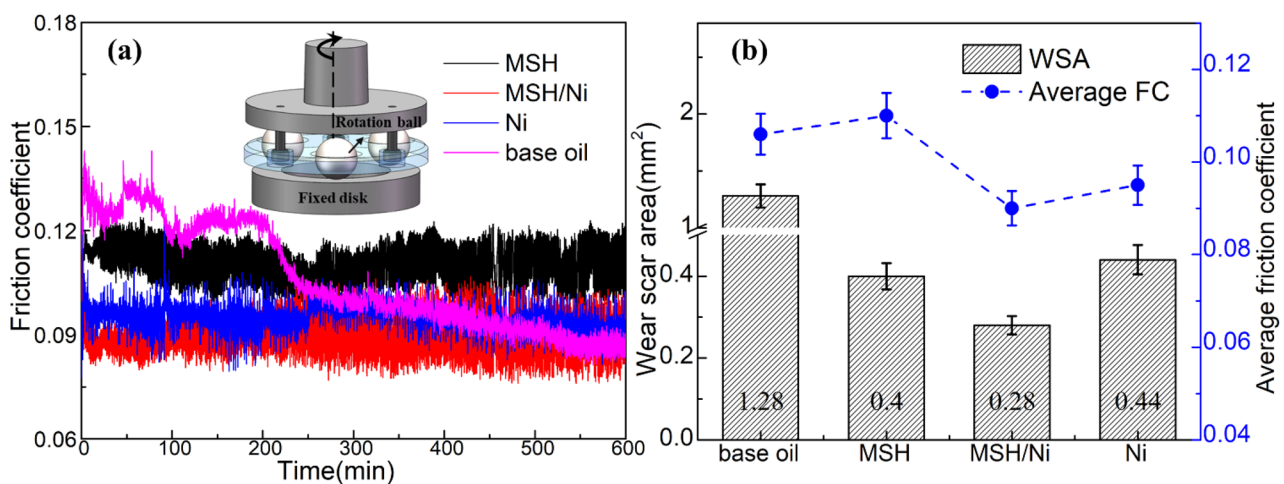 (a)
0.18
0.15
0.12
0.09
0.06
Friction coefficient
0 100 200 300 400 500 600
Time(min)
MSH
MSH/Ni
Ni
base oil
Rotation ball
Fixed disk
(b)
WSA
Average FC
2
1
0.4
0.2
0.0
Wear scar area(mm²)
1.28
0.4
0.28
0.44
base oil MSH MSH/Ni Ni
0.12
0.10
0.08
0.06
0.04
Average friction coefficient